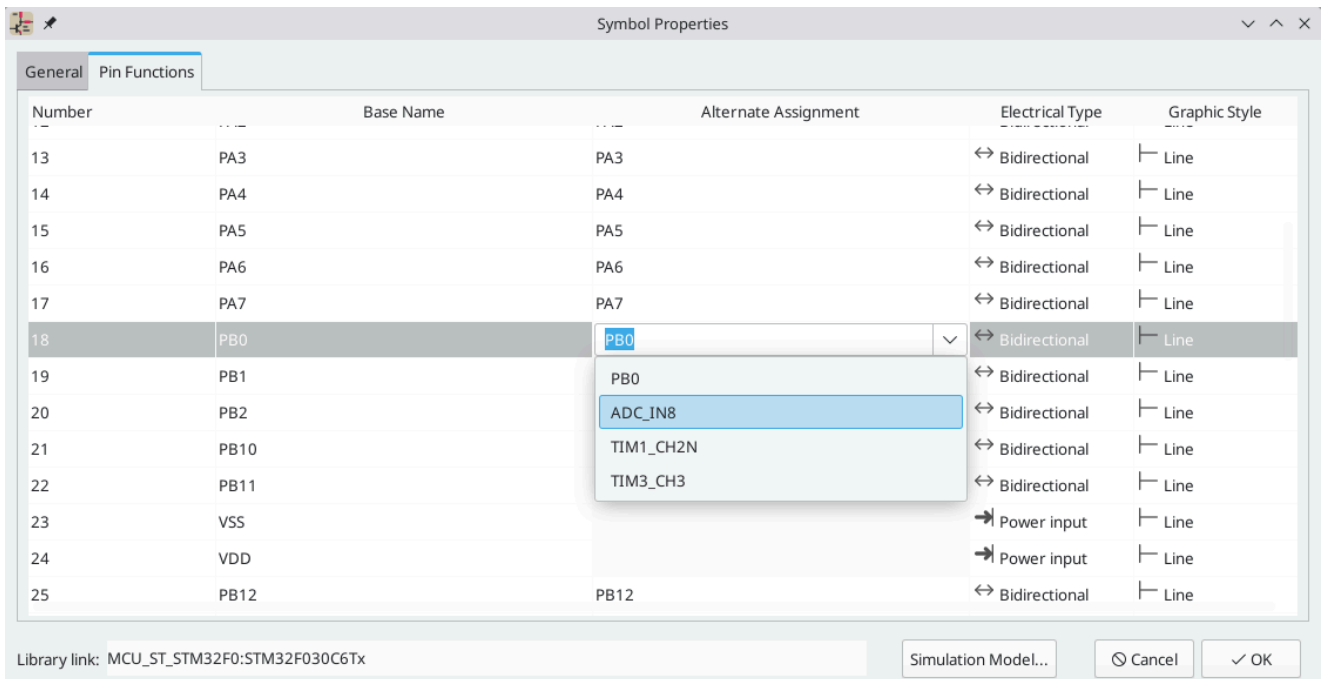 Symbol Properties
General Pin Functions
Number Base Name Alternate Assignment Electrical Type Graphic Style
13 PA3 PA3 Bidirectional Line
14 PA4 PA4 Bidirectional Line
15 PA5 PA5 Bidirectional Line
16 PA6 PA6 Bidirectional Line
17 PA7 PA7 Bidirectional Line
18 PB0 PB0 Bidirectional Line
19 PB1 PB0 Bidirectional Line
20 PB2 ADC_IN8 Bidirectional Line
21 PB10 TIM1_CH2N Bidirectional Line
22 PB11 TIM3_CH3 Bidirectional Line
23 VSS Power input Line
24 VDD Power input Line
25 PB12 PB12 Bidirectional Line
Library link: MCU_ST_STM32F0:STM32F030C6Tx Simulation Model... Cancel OK